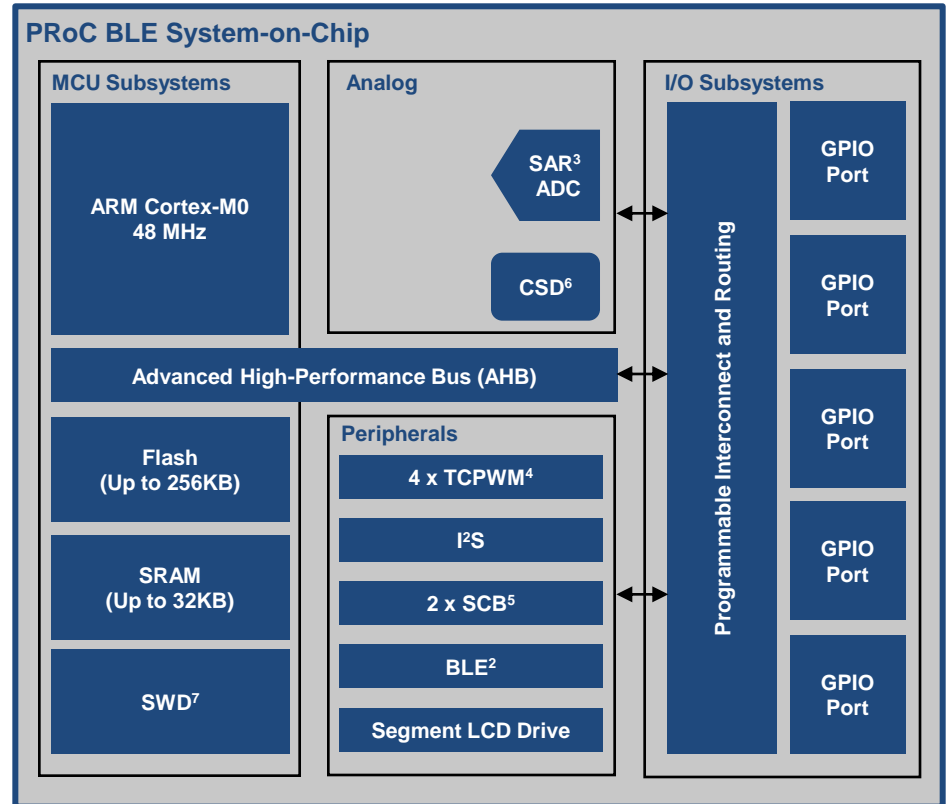 PRoC BLE System-on-Chip
MCU Subsystems
ARM Cortex-M0
48 MHz
Advanced High-Performance Bus (AHB)
Flash
(Up to 256KB)
SRAM
(Up to 32KB)
SWD⁷
Analog
SAR³
ADC
CSD⁶
Peripherals
4 x TCPWM⁴
I²S
2 x SCB⁵
BLE²
Segment LCD Drive
I/O Subsystems
Programmable Interconnect and Routing
GPIO
Port
GPIO
Port
GPIO
Port
GPIO
Port
GPIO
Port